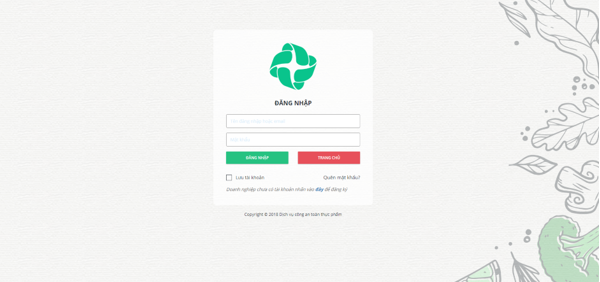 ĐĂNG NHẬP
ĐĂNG NHẬP
TRANG CHỦ
Lưu tài khoản
Quên mật khẩu?
Doanh nghiệp chưa có tài khoản nhấn vào đây để đăng ký
Copyright © 2015 Dịch vụ công an toàn thực phẩm